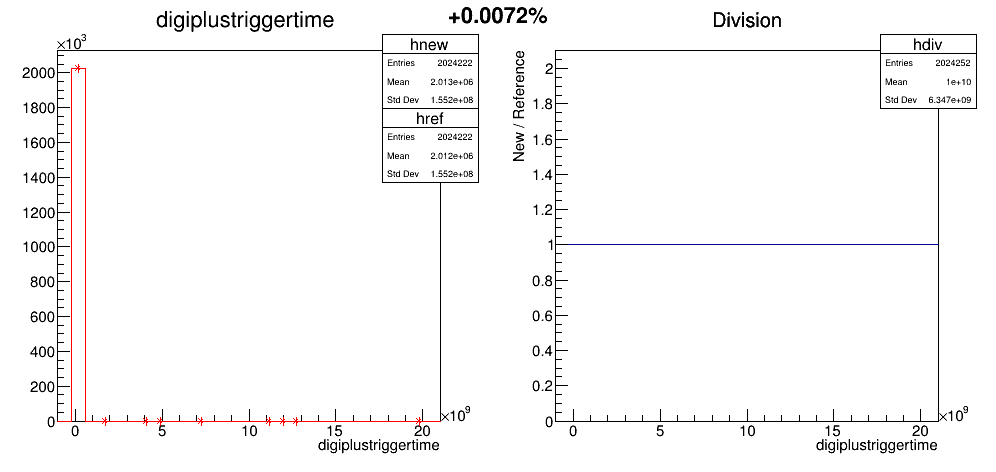 +0.0072%
digiplustriggertime
×10³
hnew
Entries 2024222
Mean 2.013e+06
Std Dev 1.552e+08
href
Entries 2024222
Mean 2.012e+06
Std Dev 1.552e+08
2000
1800
1600
1400
1200
1000
800
600
400
200
0
0 5 10 15 20
×10⁹
digiplustriggertime
Division
hdiv
Entries 2024252
Mean 1e+10
Std Dev 6.347e+09
New / Reference
2
1.8
1.6
1.4
1.2
1
0.8
0.6
0.4
0.2
0
0 5 10 15 20
×10⁹
digiplustriggertime